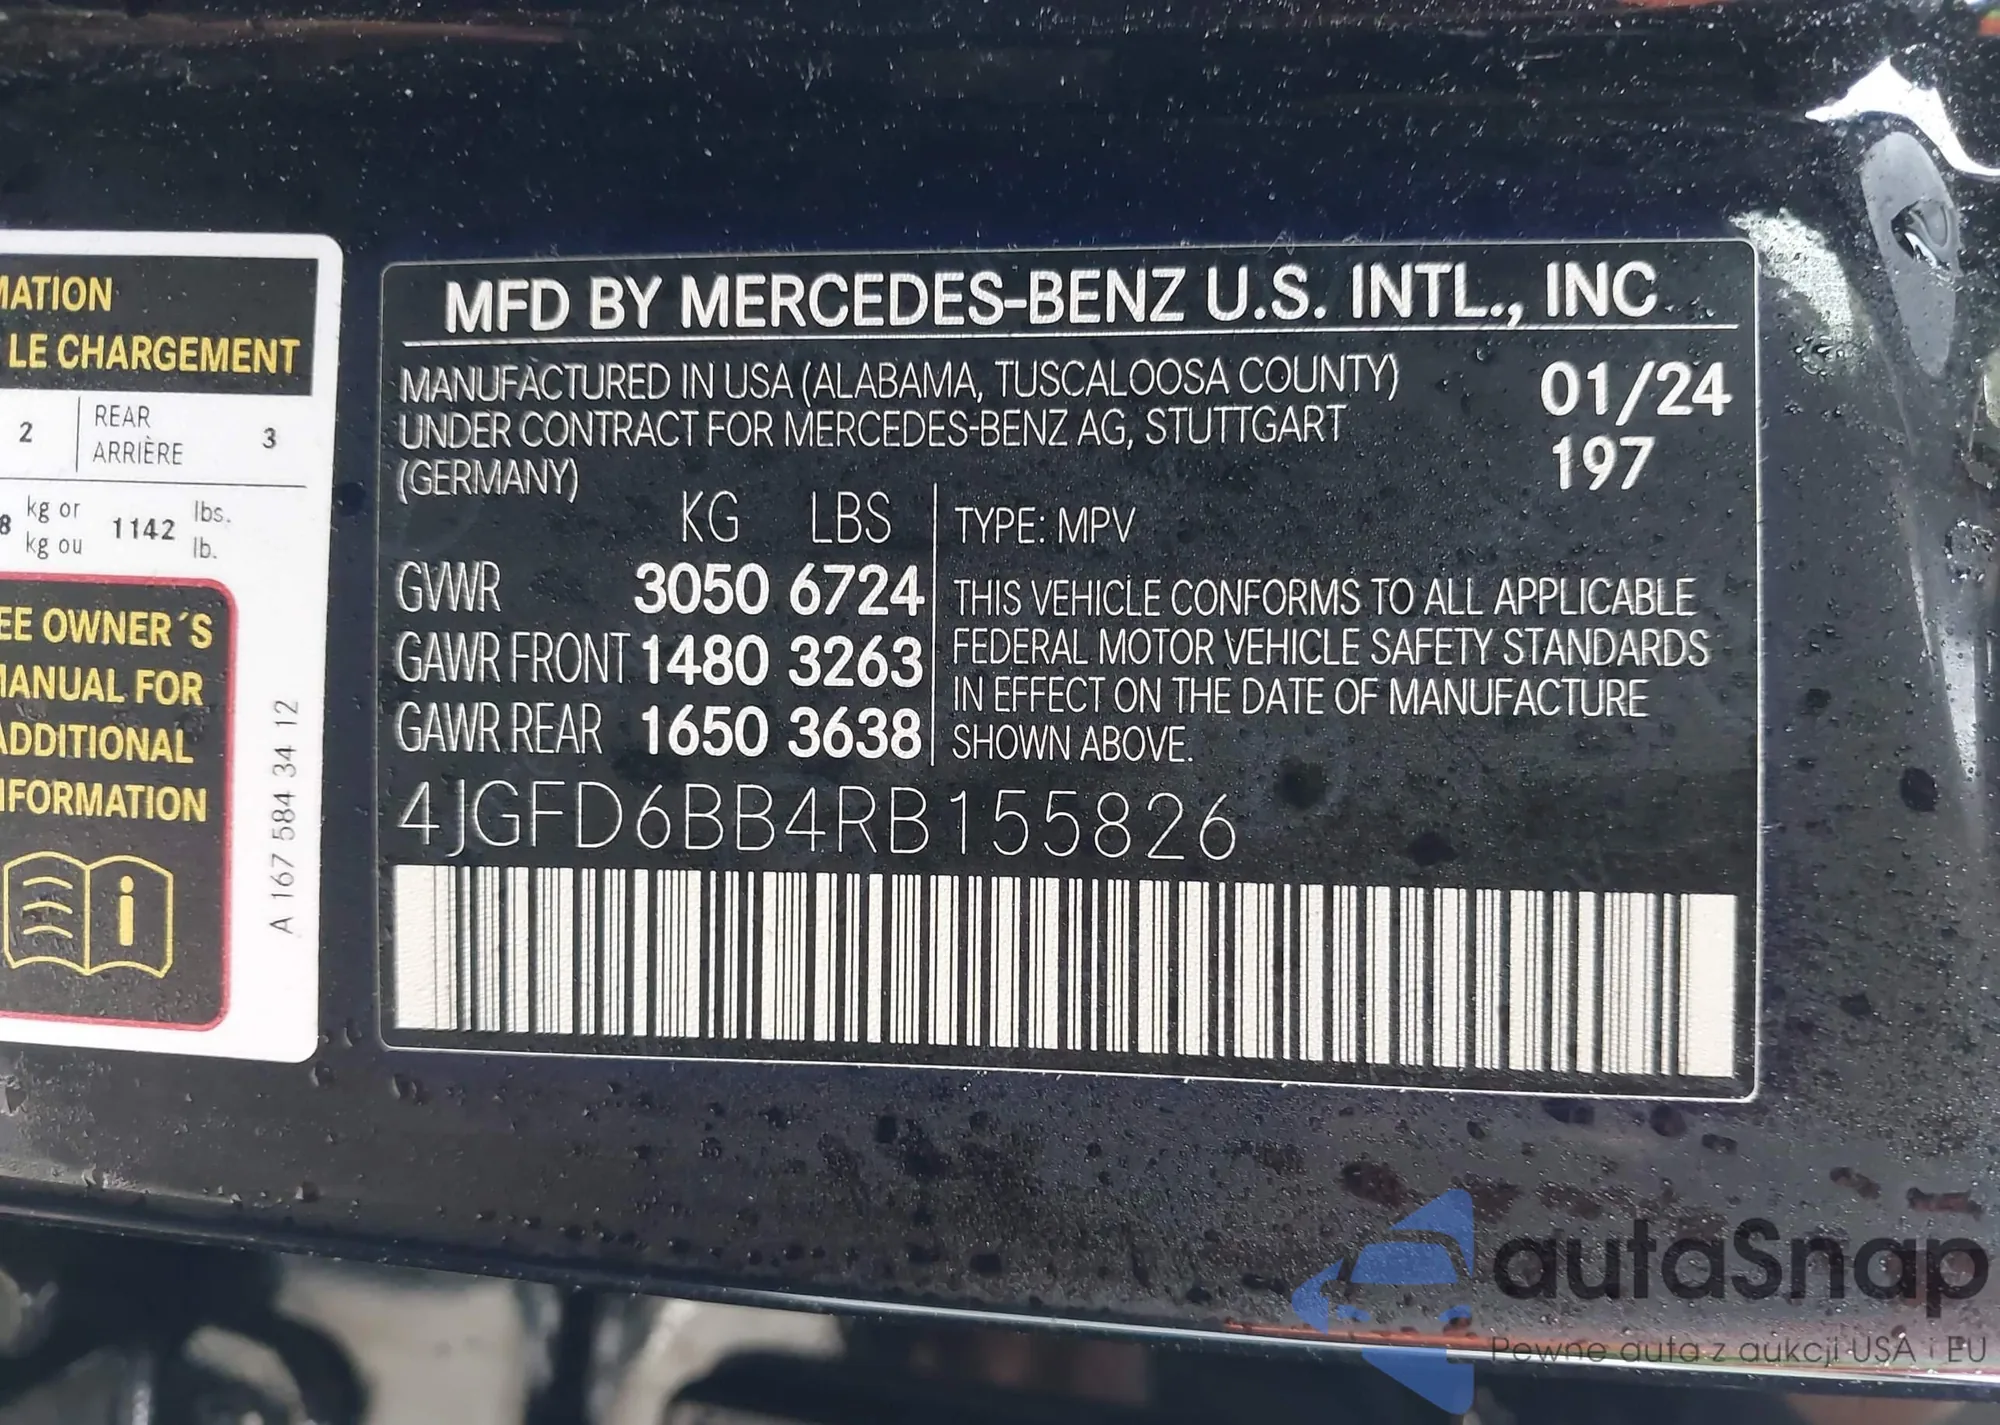 MATION
LE CHARGEMENT
2 REAR ARRIÈRE 3
8 kg or kg ou 1142 lbs. lb.
EE OWNER´S
MANUAL FOR
ADDITIONAL
NFORMATION
A 167 584 34 12
MFD BY MERCEDES-BENZ U.S. INTL., INC
MANUFACTURED IN USA (ALABAMA, TUSCALOOSA COUNTY) 01/24
UNDER CONTRACT FOR MERCEDES-BENZ AG, STUTTGART 197
(GERMANY)
KG LBS
GVWR 3050 6724
GAWR FRONT 1480 3263
GAWR REAR 1650 3638
TYPE: MPV
THIS VEHICLE CONFORMS TO ALL APPLICABLE
FEDERAL MOTOR VEHICLE SAFETY STANDARDS
IN EFFECT ON THE DATE OF MANUFACTURE
SHOWN ABOVE.
4JGFD6BB4RB155826
autaSnap
Pewne auta z aukcji USA i EU